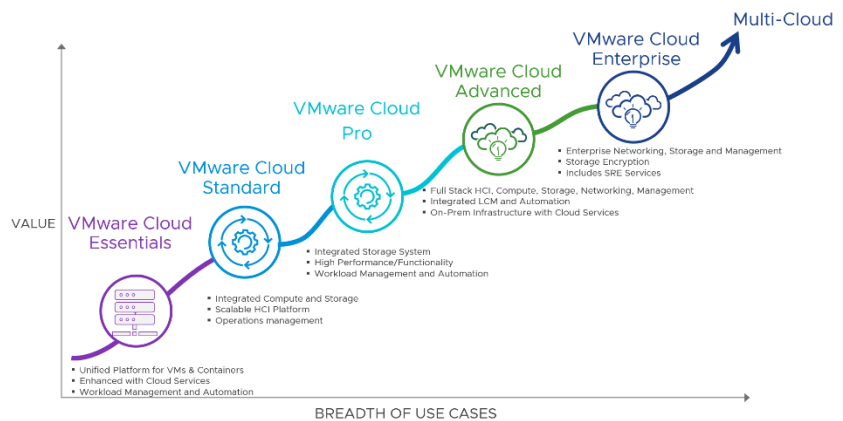 Multi-Cloud
VMware Cloud
Enterprise
VMware Cloud
Advanced
VMware Cloud
Pro
▪ Enterprise Networking, Storage and Management
▪ Storage Encryption
▪ Includes SRE Services
VMware Cloud
Standard
▪ Full Stack HCI, Compute, Storage, Networking, Management
▪ Integrated LCM and Automation
▪ On-Prem Infrastructure with Cloud Services
VALUE
VMware Cloud
Essentials
▪ Integrated Storage System
▪ High Performance/Functionality
▪ Workload Management and Automation
▪ Integrated Compute and Storage
▪ Scalable HCI Platform
▪ Operations management
▪ Unified Platform for VMs & Containers
▪ Enhanced with Cloud Services
▪ Workload Management and Automation
BREADTH OF USE CASES